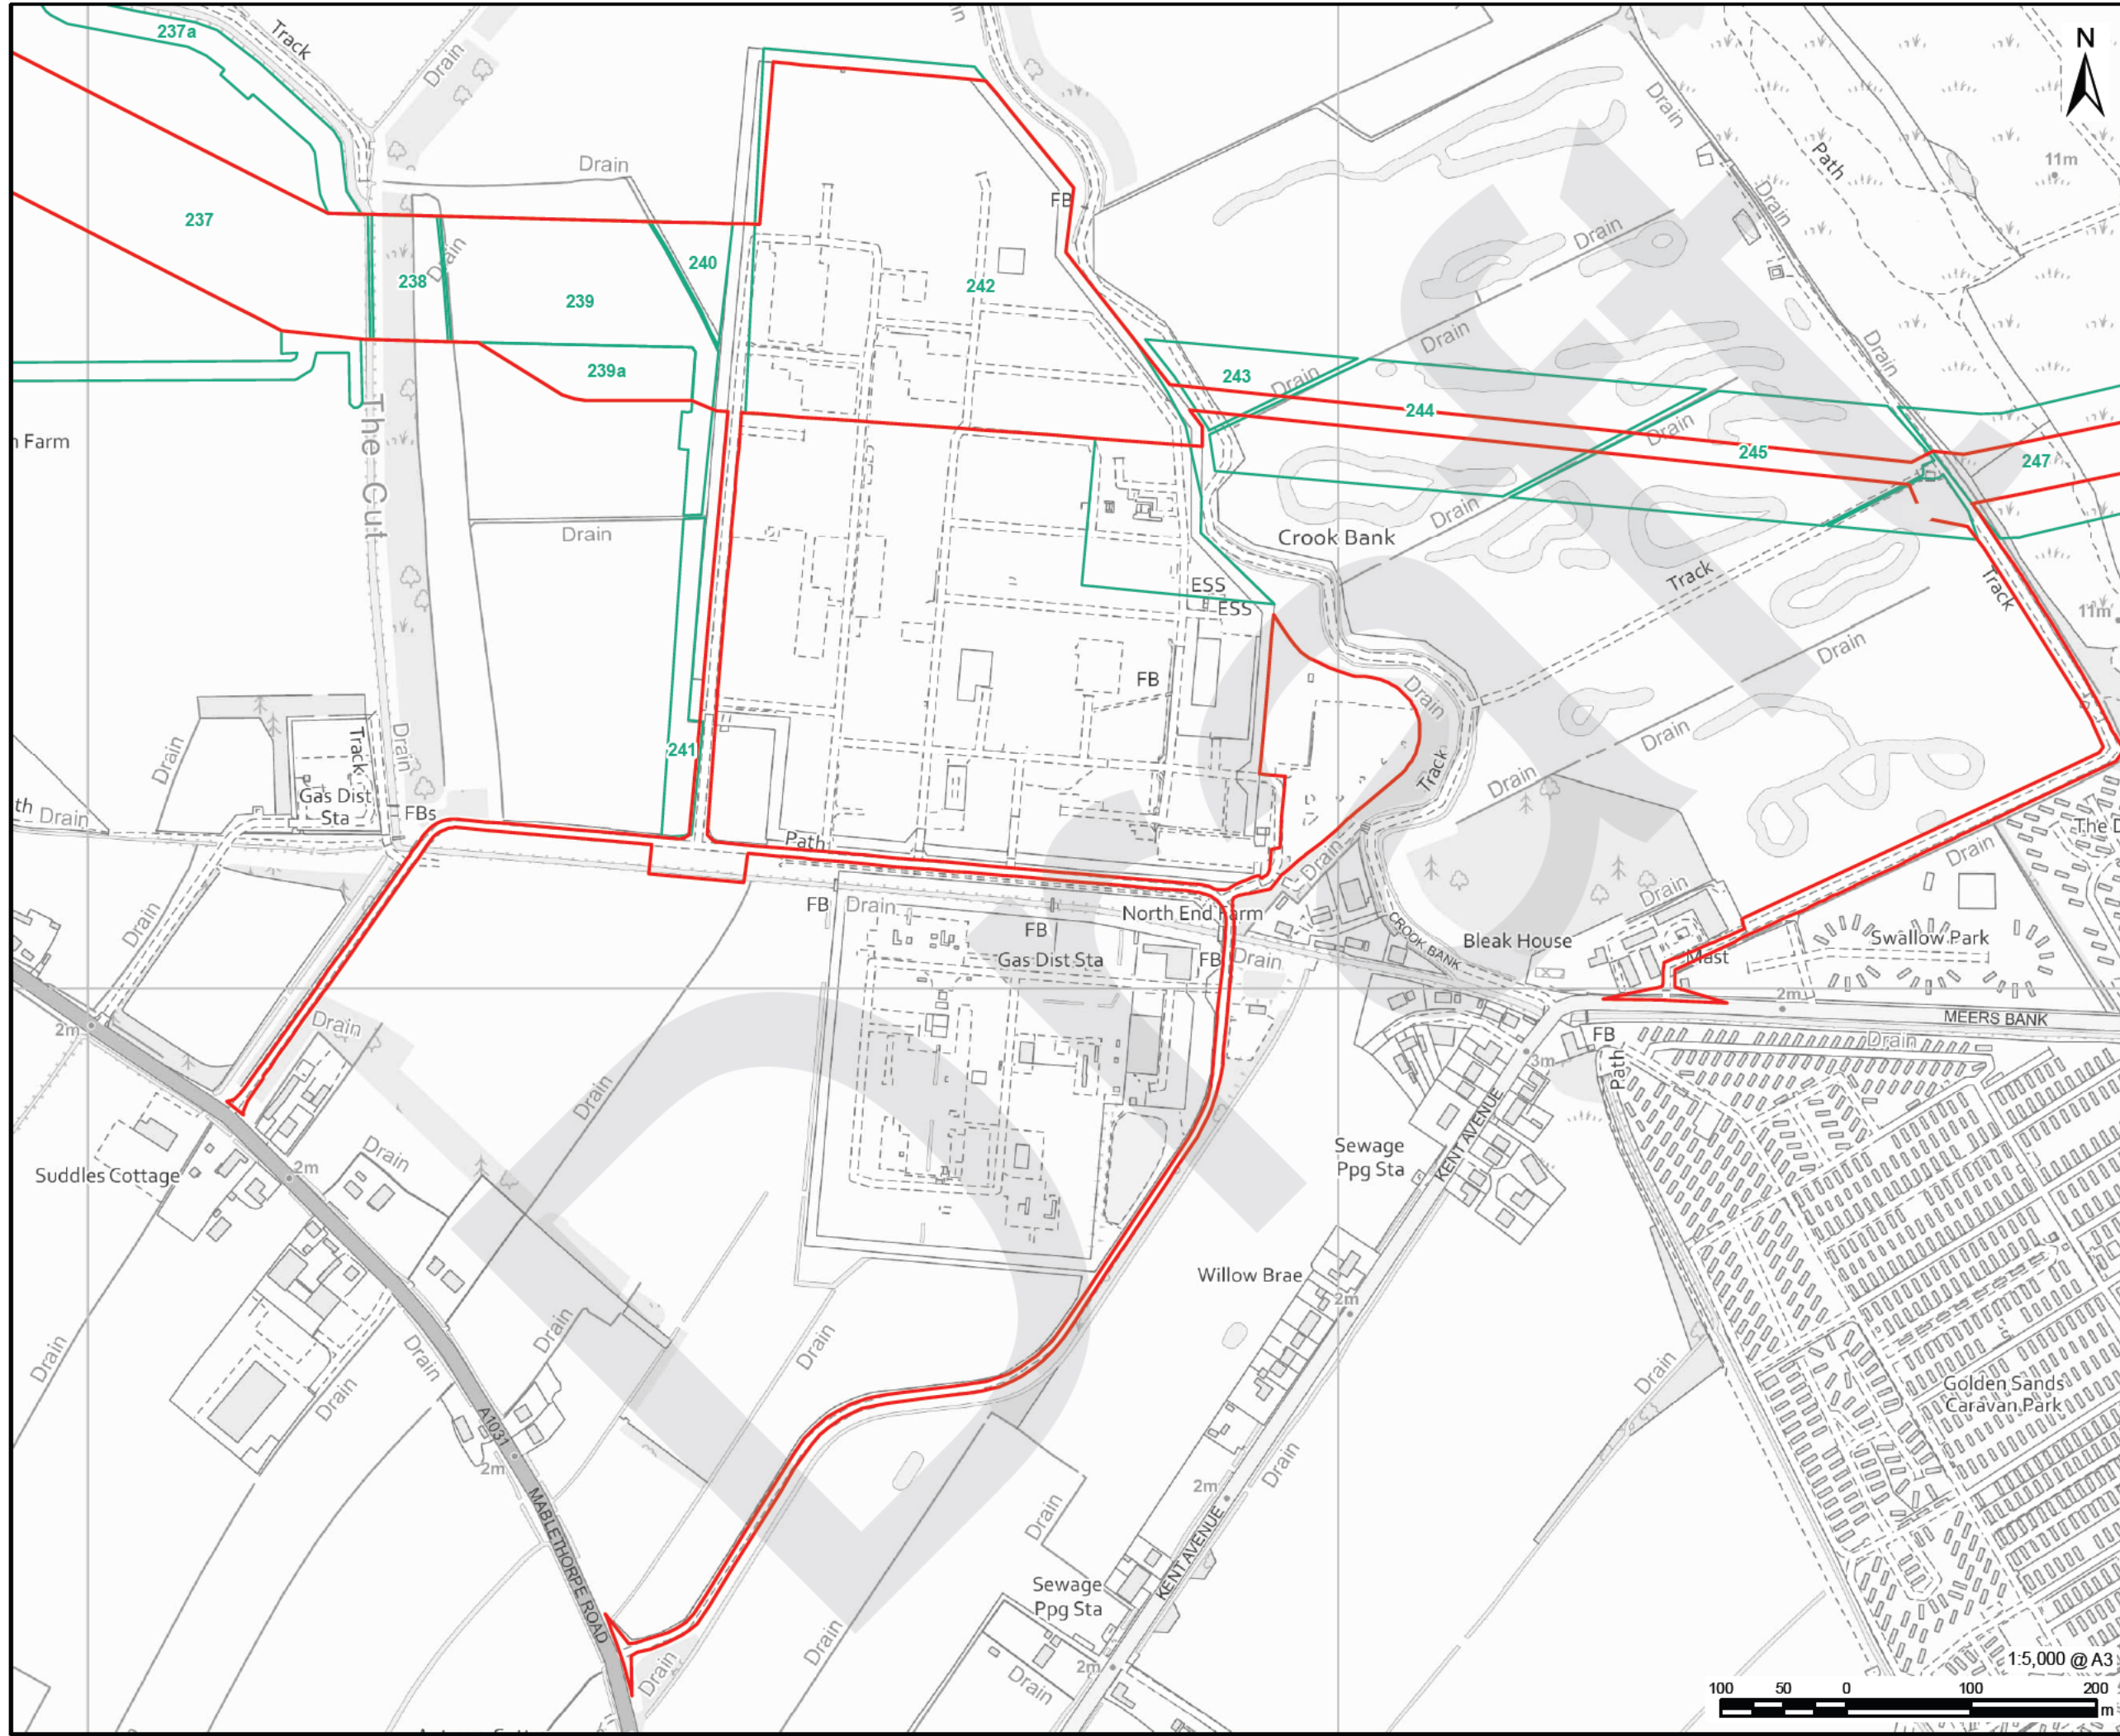 237a
Track
Drain
N
Drain
Path
11m
Drain
FB
Drain
237
238
Drain
239
240
242
Drain
Drain
Drain
239a
243
Drain
244
Drain
245
247
The Cut
n Farm
Drain
Drain
Crook Bank
Track
Track
11m
ESS
ESS
Drain
FB
Drain
Drain
241
Track
Drain
Drain
Track
Drain
Gas Dist
Sta
FBs
th Drain
Path
Drain
The D
Drain
Drain
Drain
FB
Drain
North End Farm
FB
Gas Dist Sta
FB
Drain
CROOK BANK
Bleak House
Mast
Swallow Park
2m
MEERS BANK
Drain
2m
Drain
FB
Path
3m
Drain
Suddles Cottage
2m
Drain
Sewage
Ppg Sta
KENT AVENUE
Willow Brae
2m
Drain
Drain
Drain
Drain
Drain
Drain
Golden Sands
Caravan Park
A1031
2m
MABLETHORPE ROAD
Drain
2m
Drain
KENT AVENUE
Sewage
Ppg Sta
Drain
Drain
2m
Drain
1:5,000 @ A3
100 50 0 100 200
m
Draft